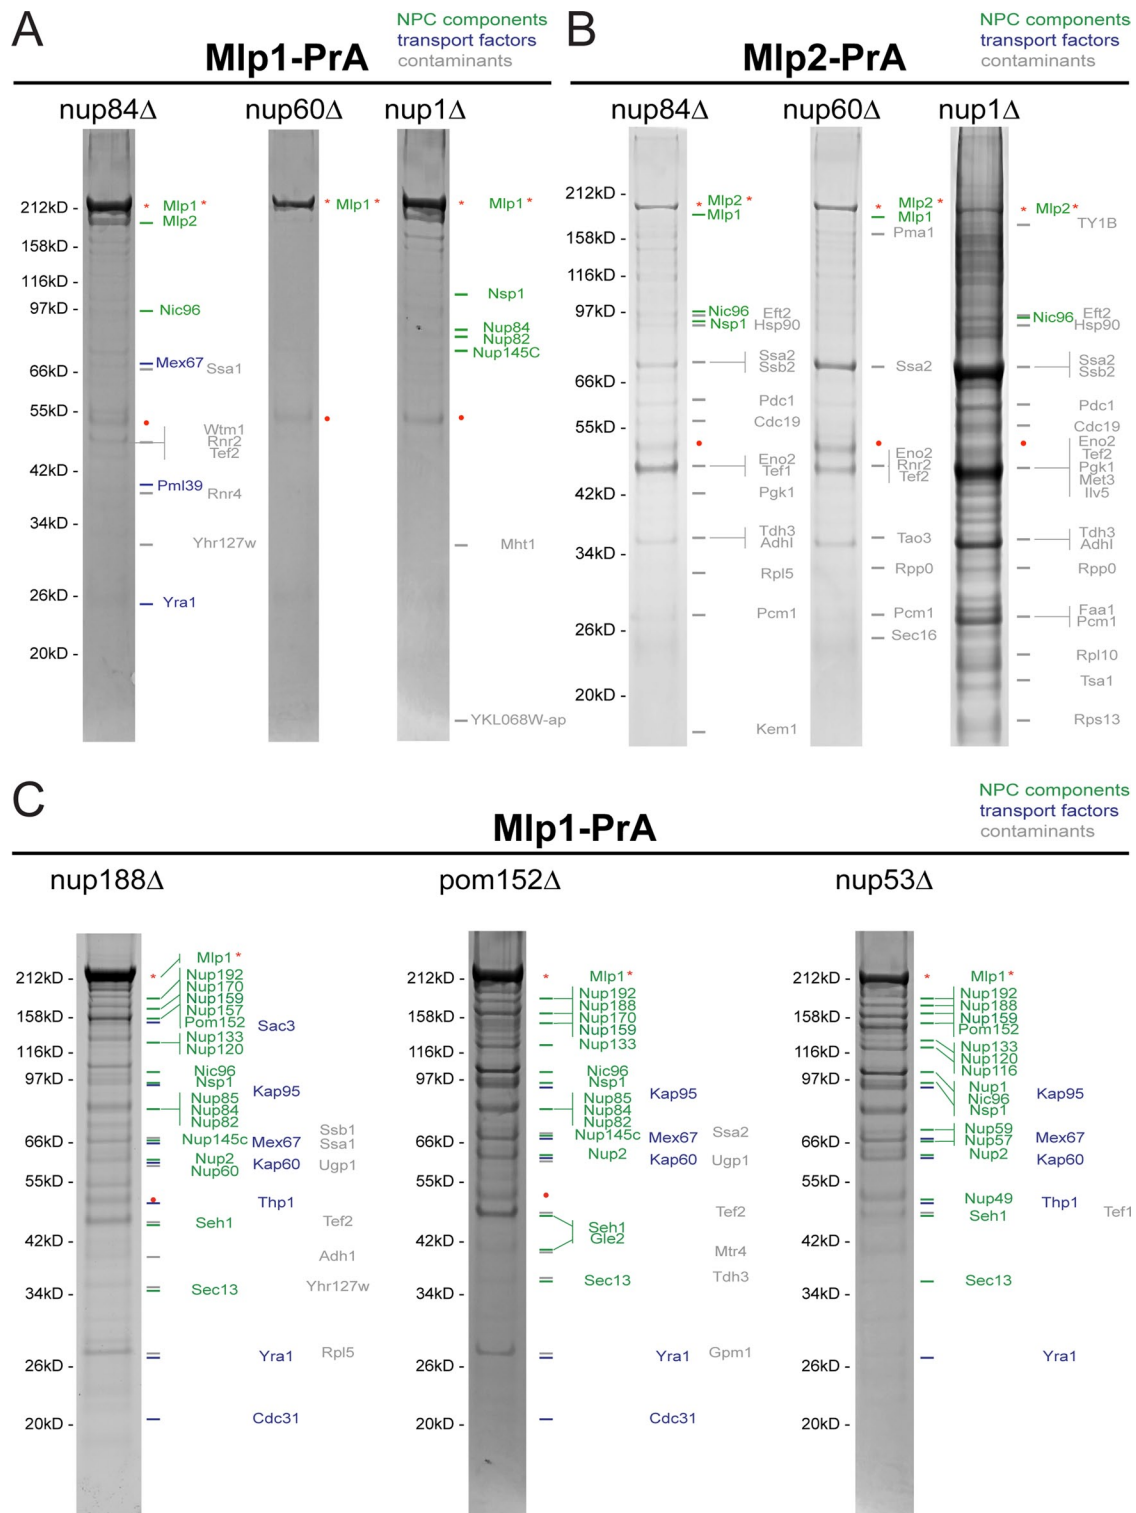 A
Mlp1-PrA
NPC components
transport factors
contaminants
nup84Δ
nup60Δ
nup1Δ
212kD -
158kD -
116kD -
97kD -
66kD -
55kD -
42kD -
34kD -
26kD -
20kD -
* Mlp1 *
Mlp2
Nic96
Mex67
Ssa1
Wtm1
Rnr2
Tef2
Pml39
Rnr4
Yhr127w
Yra1
* Mlp1 *
* Mlp1 *
Nsp1
Nup84
Nup82
Nup145C
Mht1
YKL068W-ap
B
Mlp2-PrA
NPC components
transport factors
contaminants
nup84Δ
nup60Δ
nup1Δ
212kD -
158kD -
116kD -
97kD -
66kD -
55kD -
42kD -
34kD -
26kD -
20kD -
* Mlp2 *
Mlp1
Nic96 Eft2
Nsp1 Hsp90
Ssa2
Ssb2
Pdc1
Cdc19
Eno2
Tef1
Pgk1
Tdh3
AdhI
Rpl5
Pcm1
Kem1
* Mlp2 *
Mlp1
Pma1
Ssa2
Eno2
Rnr2
Tef2
Tao3
Rpp0
Pcm1
Sec16
* Mlp2 *
TY1B
Eft2
Nic96 Hsp90
Ssa2
Ssb2
Pdc1
Cdc19
Eno2
Tef2
Pgk1
Met3
Ilv5
Tdh3
AdhI
Rpp0
Faa1
Pcm1
Rpl10
Tsa1
Rps13
C
Mlp1-PrA
NPC components
transport factors
contaminants
nup188Δ
pom152Δ
nup53Δ
212kD -
158kD -
116kD -
97kD -
66kD -
55kD -
42kD -
34kD -
26kD -
20kD -
* Mlp1 *
Nup192
Nup170
Nup159
Nup157
Pom152 Sac3
Nup133
Nup120
Nic96
Nsp1 Kap95
Nup85
Nup84
Nup82
Ssb1
Nup145c Mex67 Ssa1
Nup2 Kap60 Ugp1
Nup60
Thp1
Seh1 Tef2
Adh1
Sec13 Yhr127w
Yra1 Rpl5
Cdc31
212kD -
158kD -
116kD -
97kD -
66kD -
55kD -
42kD -
34kD -
26kD -
20kD -
* Mlp1 *
Nup192
Nup188
Nup170
Nup159
Nup133
Nic96
Nsp1 Kap95
Nup85
Nup84
Nup82
Nup145c Mex67 Ssa2
Nup2 Kap60 Ugp1
Tef2
Seh1
Gle2
Mtr4
Sec13 Tdh3
Yra1 Gpm1
Cdc31
212kD -
158kD -
116kD -
97kD -
66kD -
55kD -
42kD -
34kD -
26kD -
20kD -
* Mlp1 *
Nup192
Nup188
Nup159
Pom152
Nup133
Nup120
Nup116
Nup1 Kap95
Nic96
Nsp1
Nup59
Nup57 Mex67
Nup2 Kap60
Nup49 Thp1
Seh1 Tef1
Sec13
Yra1